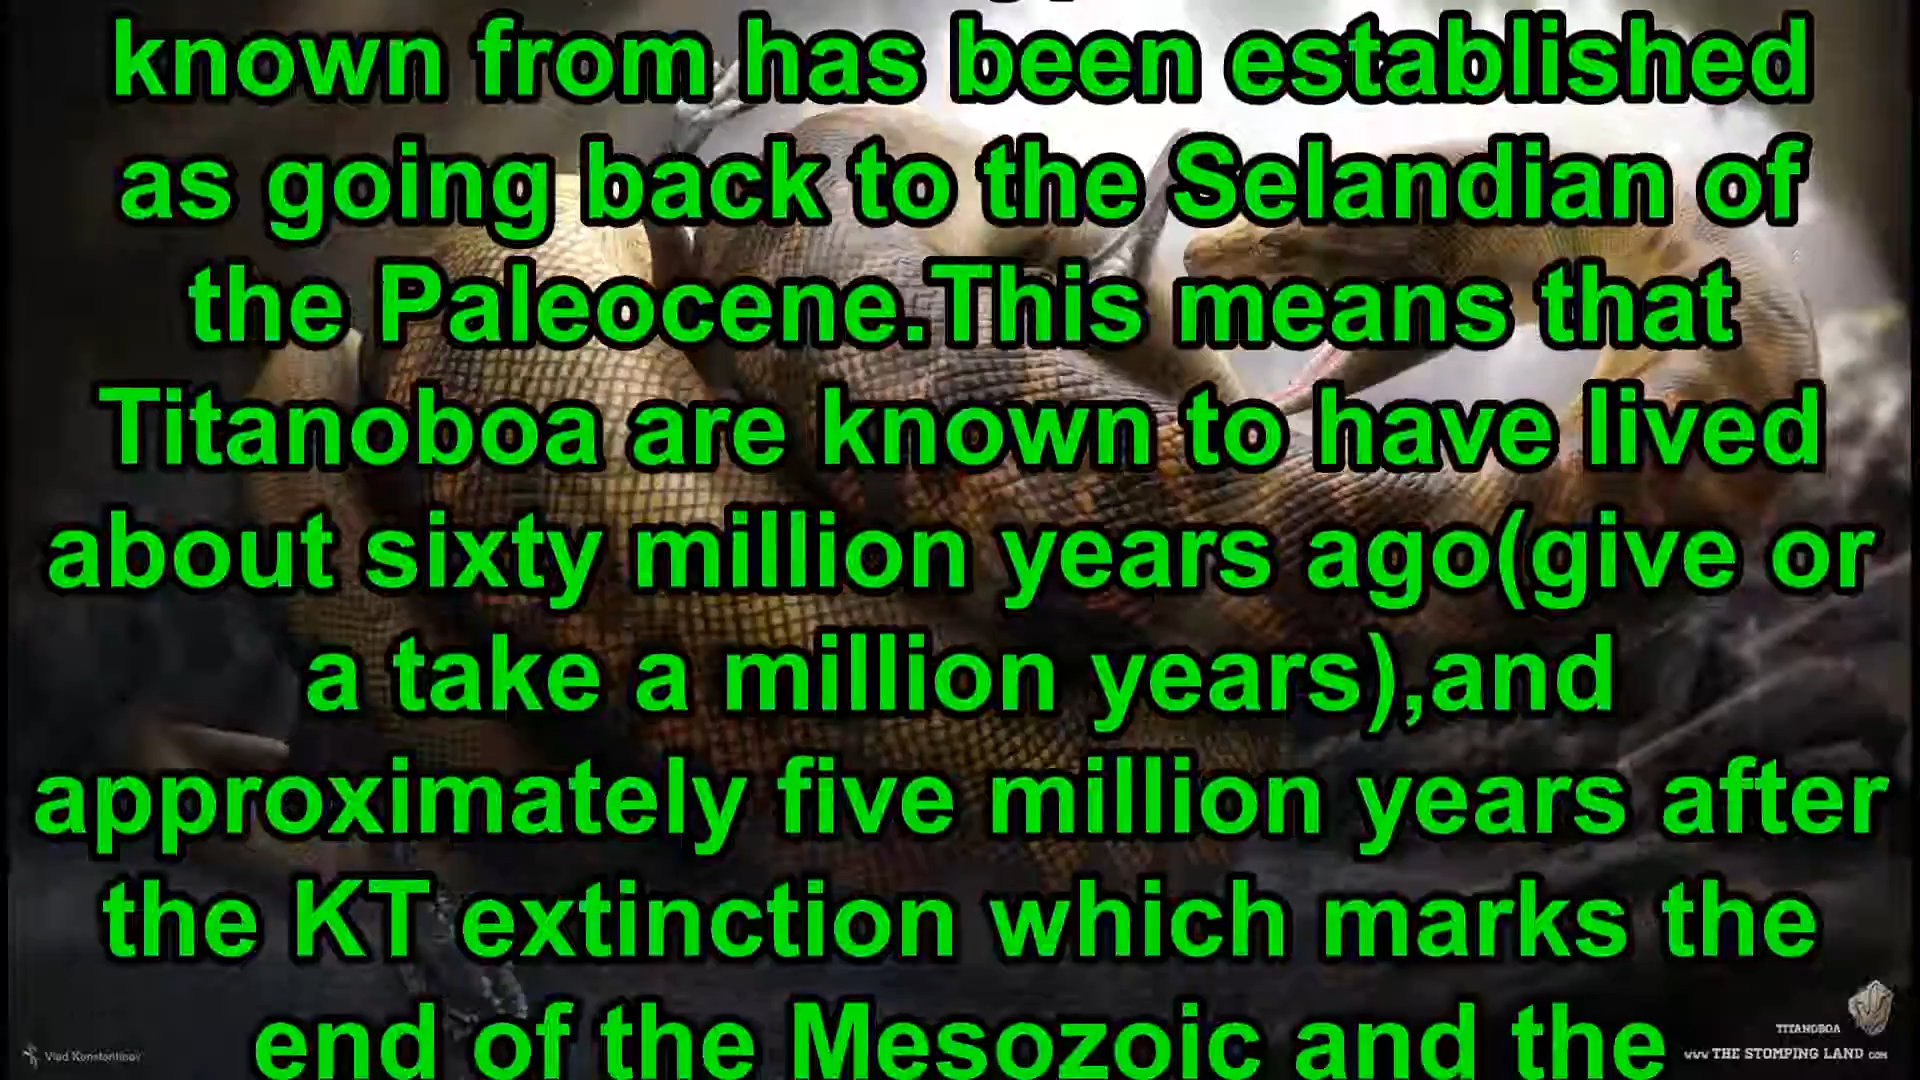 known from has been established
as going back to the Selandian of
the Paleocene.This means that
Titanoboa are known to have lived
about sixty million years ago(give or
a take a million years),and
approximately five million years after
the KT extinction which marks the
end of the Mesozoic and the
Vlad Konstantinov
TITANOBOA
www THE STOMPING LAND COM